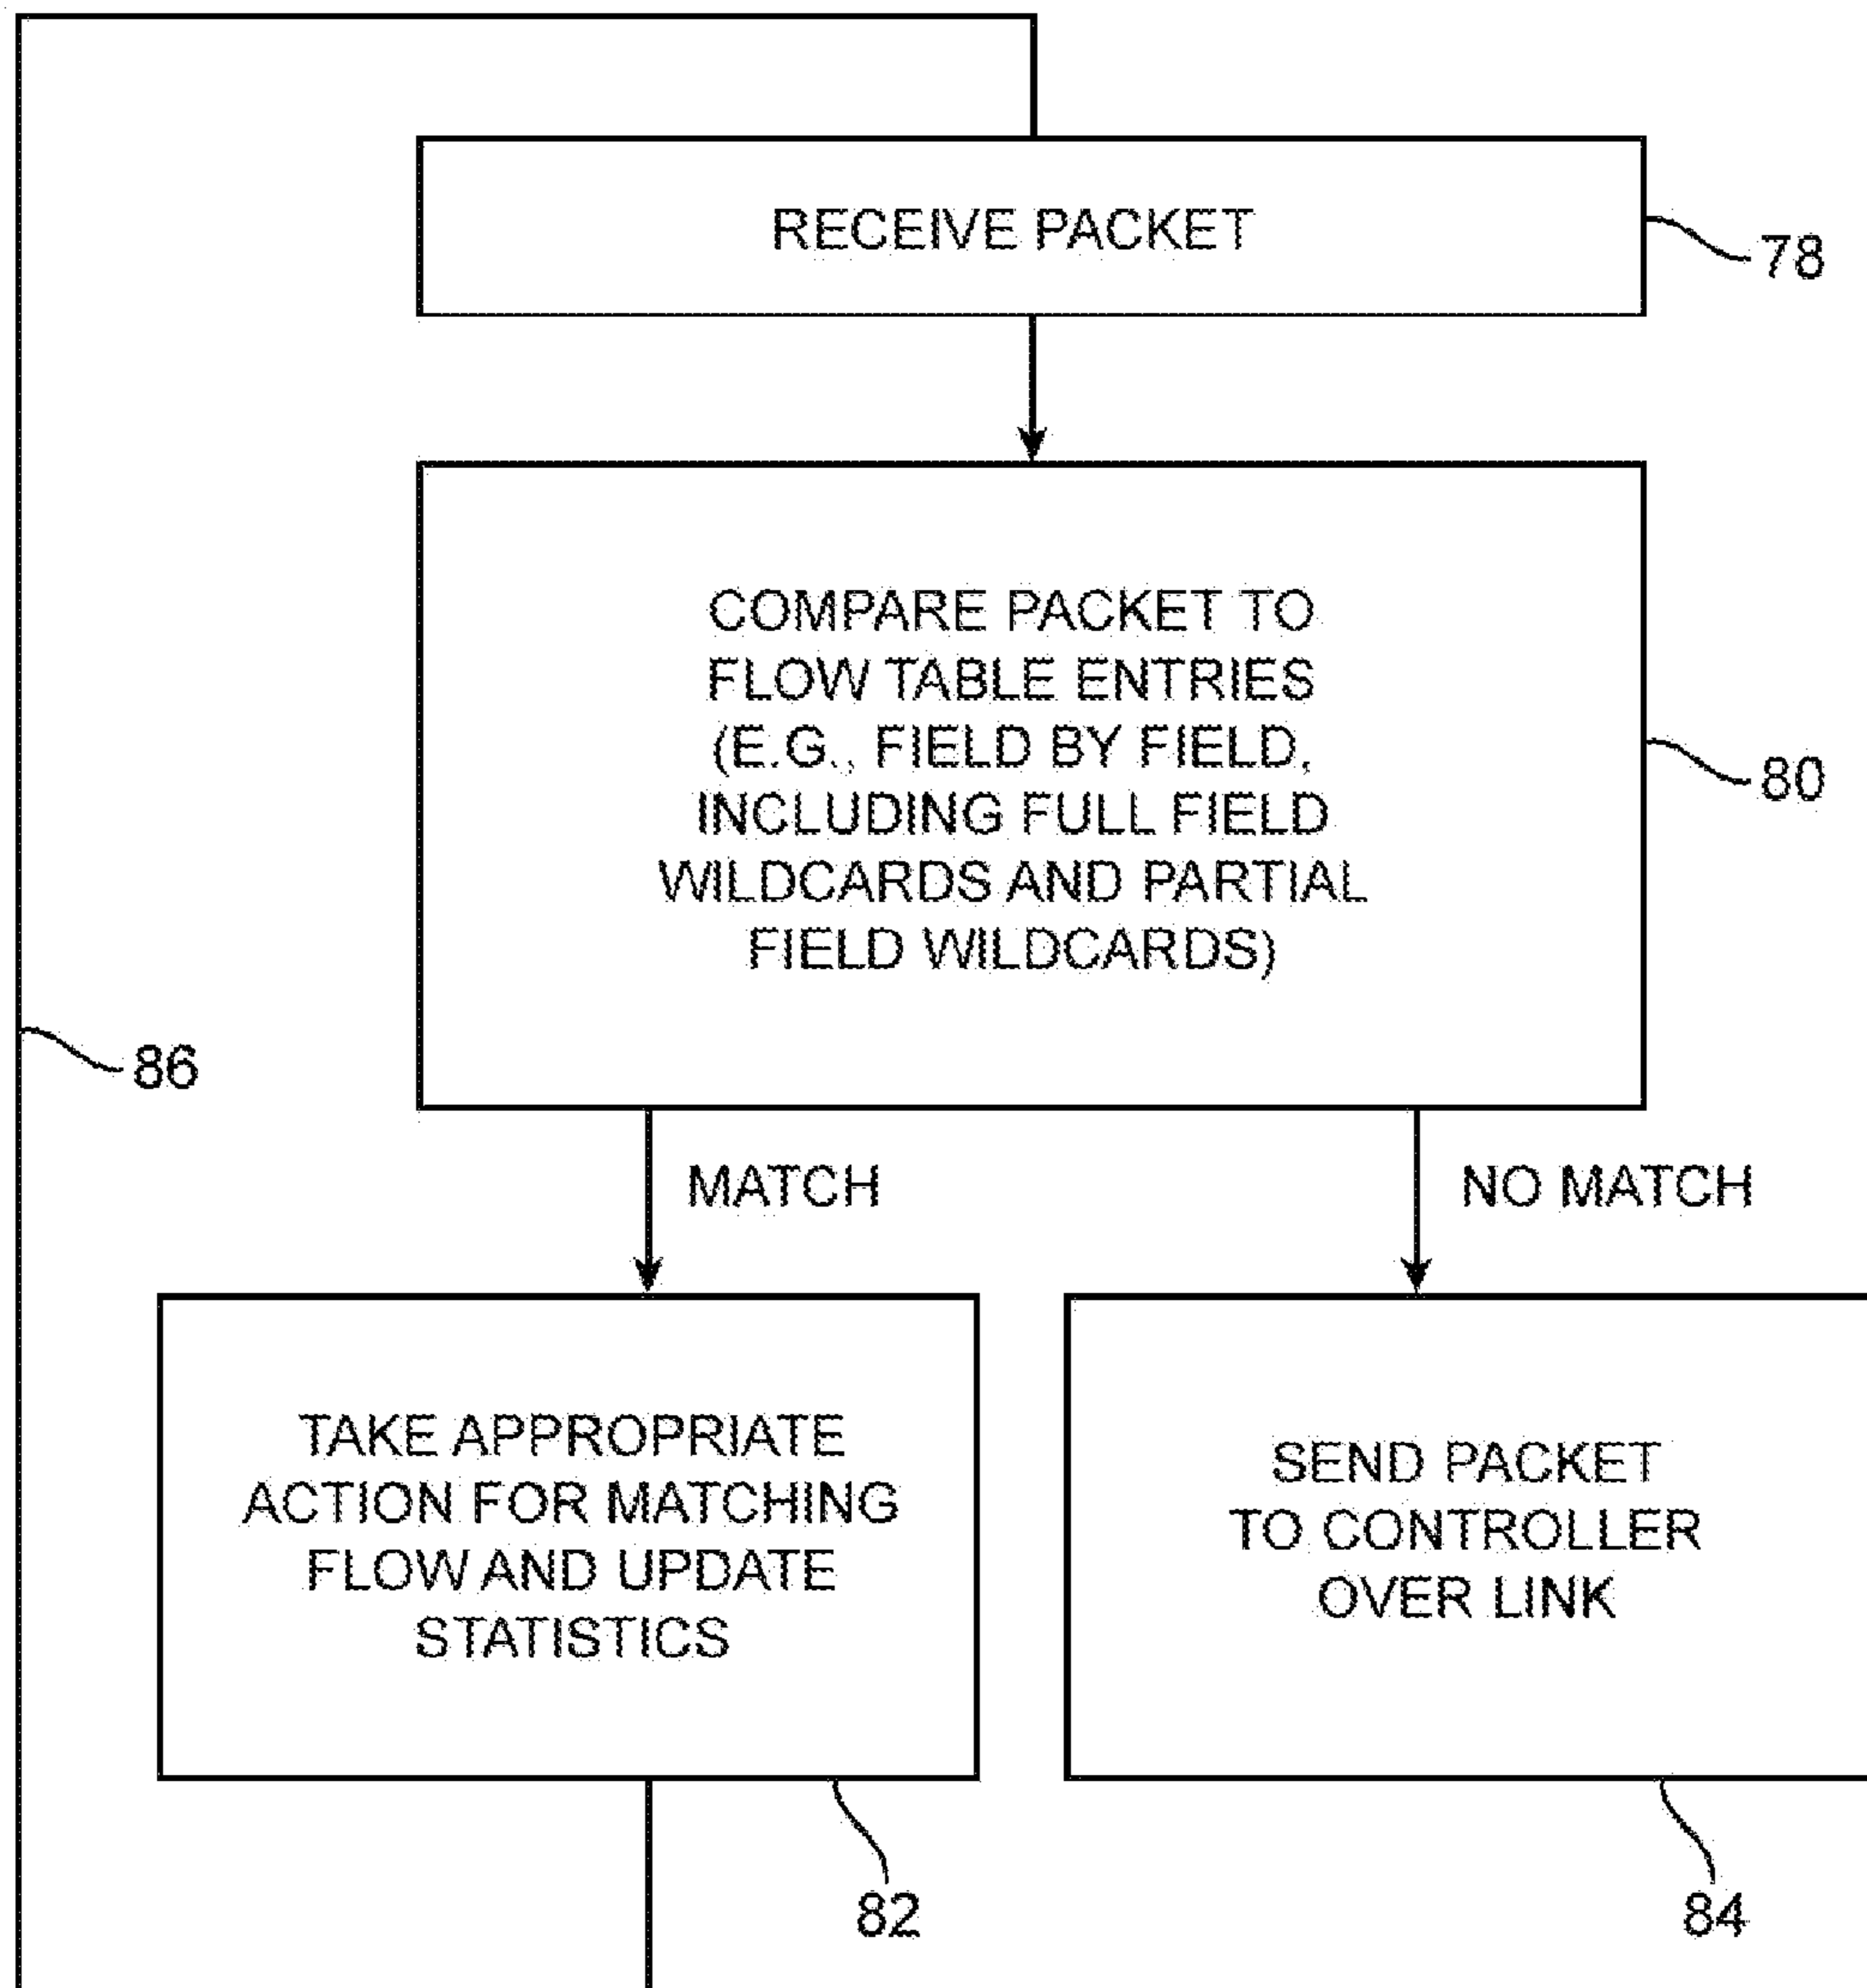 RECEIVE PACKET
78
COMPARE PACKET TO
FLOW TABLE ENTRIES
(E.G., FIELD BY FIELD,
INCLUDING FULL FIELD
WILDCARDS AND PARTIAL
FIELD WILDCARDS)
80
86
MATCH
NO MATCH
TAKE APPROPRIATE
ACTION FOR MATCHING
FLOW AND UPDATE
STATISTICS
SEND PACKET
TO CONTROLLER
OVER LINK
82
84